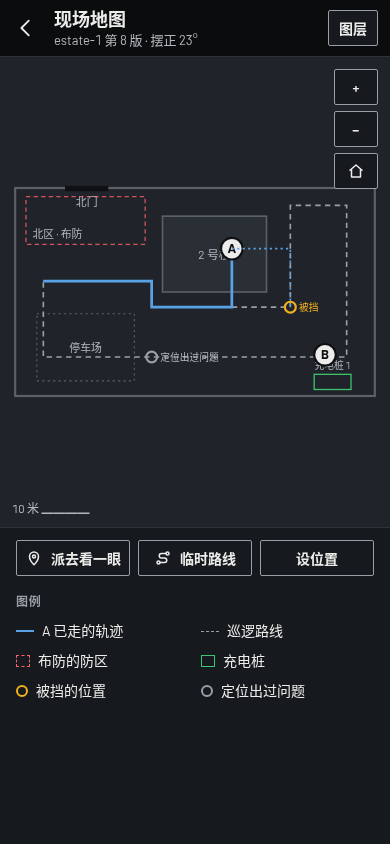 现场地图
estate-1 第 8 版 · 摆正 23°
图层
+
−
北门
北区 · 布防
2 号
A
被挡
停车场
定位出过问题
B
充电桩 1
10 米
派去看一眼
临时路线
设位置
图例
A 已走的轨迹
巡逻路线
布防的防区
充电桩
被挡的位置
定位出过问题